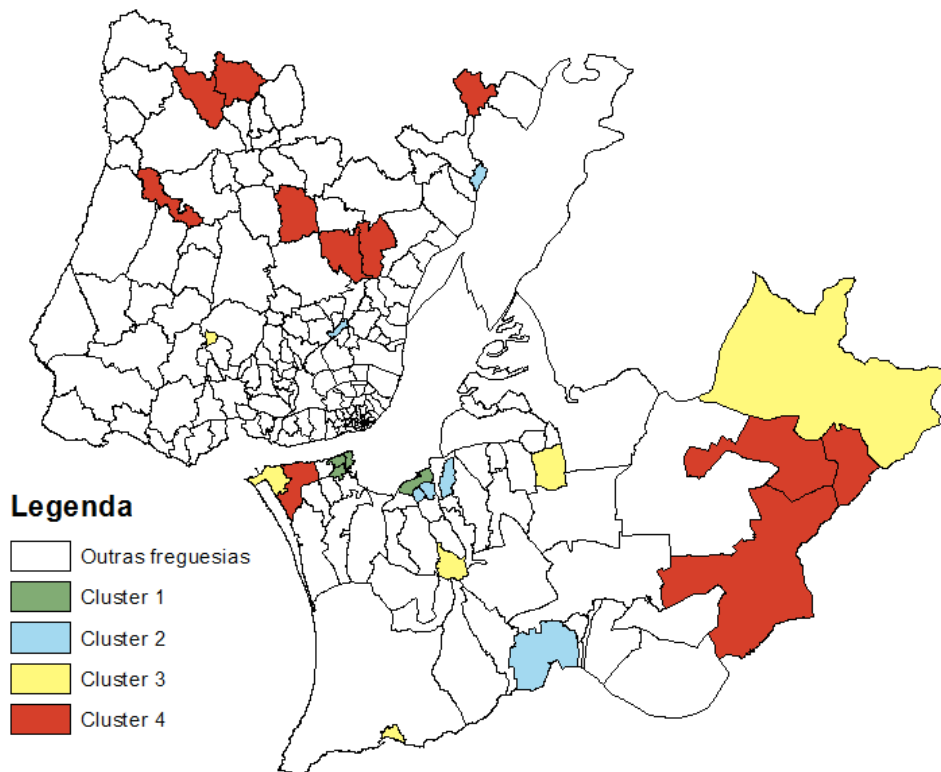 Legenda
Outras freguesias
Cluster 1
Cluster 2
Cluster 3
Cluster 4